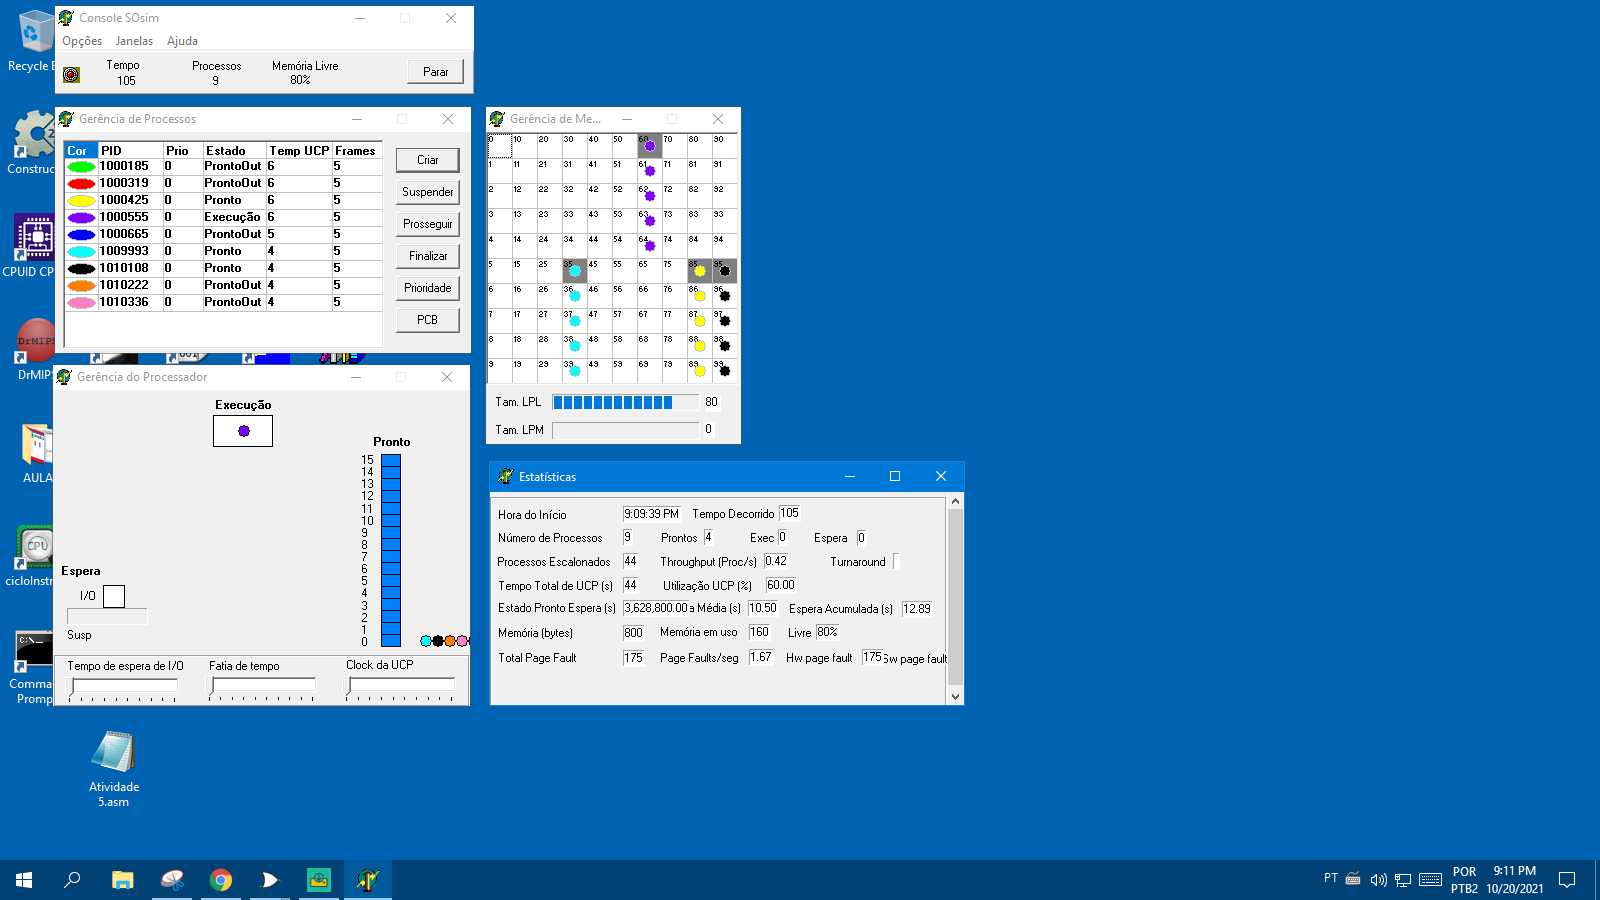 Recycle B
Construc
CPUID CP
DrMIPS
AULA
cicloInstr
Comma
Promp
Atividade
5.asm
Console SOsim
Opções Janelas Ajuda
Tempo Processos Memória Livre
105 9 80%
Parar
Gerência de Processos
Cor PID Prio Estado Temp UCP Frames
1000185 0 ProntoOut 6 5
1000319 0 ProntoOut 6 5
1000425 0 Pronto 6 5
1000555 0 Execução 6 5
1000665 0 ProntoOut 5 5
1009993 0 Pronto 4 5
1010108 0 Pronto 4 5
1010222 0 ProntoOut 4 5
1010336 0 ProntoOut 4 5
Criar
Suspender
Prosseguir
Finalizar
Prioridade
PCB
Gerência do Processador
Execução
Pronto
15
14
13
12
11
10
9
8
7
6
5
4
3
2
1
0
Espera
I/O
Susp
Tempo de espera de I/O Fatia de tempo Clock da UCP
Gerência de Me...
0 10 20 30 40 50 60 70 80 90
1 11 21 31 41 51 61 71 81 91
2 12 22 32 42 52 62 72 82 92
3 13 23 33 43 53 63 73 83 93
4 14 24 34 44 54 64 74 84 94
5 15 25 35 45 55 65 75 85 95
6 16 26 36 46 56 66 76 86 96
7 17 27 37 47 57 67 77 87 97
8 18 28 38 48 58 68 78 88 98
9 19 29 39 49 59 69 79 89 99
Tam. LPL 80
Tam. LPM 0
Estatísticas
Hora do Início 9:09:39 PM Tempo Decorrido 105
Número de Processos 9 Prontos 4 Exec 0 Espera 0
Processos Escalonados 44 Throughput (Proc/s) 0.42 Turnaround
Tempo Total de UCP (s) 44 Utilização UCP (%) 60.00
Estado Pronto Espera (s) 3,628,800.00 a Média (s) 10.50 Espera Acumulada (s) 12.89
Memória (bytes) 800 Memória em uso 160 Livre 80%
Total Page Fault 175 Page Faults/seg 1.67 Hw page fault 175 Sw page fault
PT
POR
PTB2
9:11 PM
10/20/2021